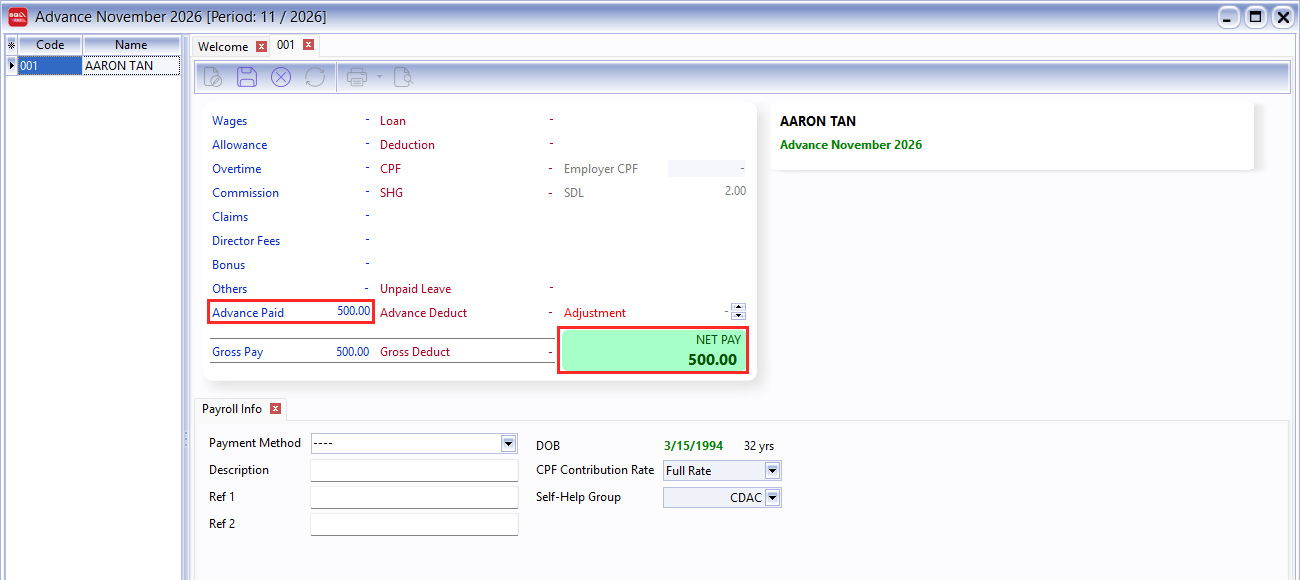 Advance November 2026 [Period: 11 / 2026]
Code Name
001 AARON TAN
Welcome 001
Wages - Loan -
Allowance - Deduction -
Overtime - CPF - Employer CPF -
Commission - SHG - SDL 2.00
Claims -
Director Fees -
Bonus -
Others - Unpaid Leave -
Advance Paid 500.00 Advance Deduct - Adjustment -
NET PAY
Gross Pay 500.00 Gross Deduct - 500.00
AARON TAN
Advance November 2026
Payroll Info
Payment Method ---- DOB 3/15/1994 32 yrs
Description CPF Contribution Rate Full Rate
Ref 1 Self-Help Group CDAC
Ref 2